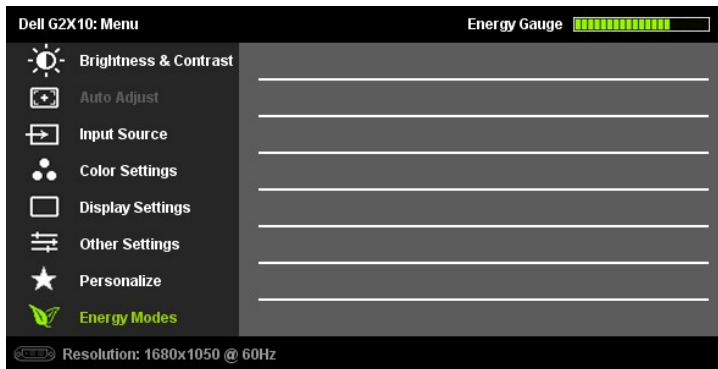 Dell G2X10: Menu
Energy Gauge
Brightness & Contrast
Auto Adjust
Input Source
Color Settings
Display Settings
Other Settings
Personalize
Energy Modes
Resolution: 1680x1050 @ 60Hz